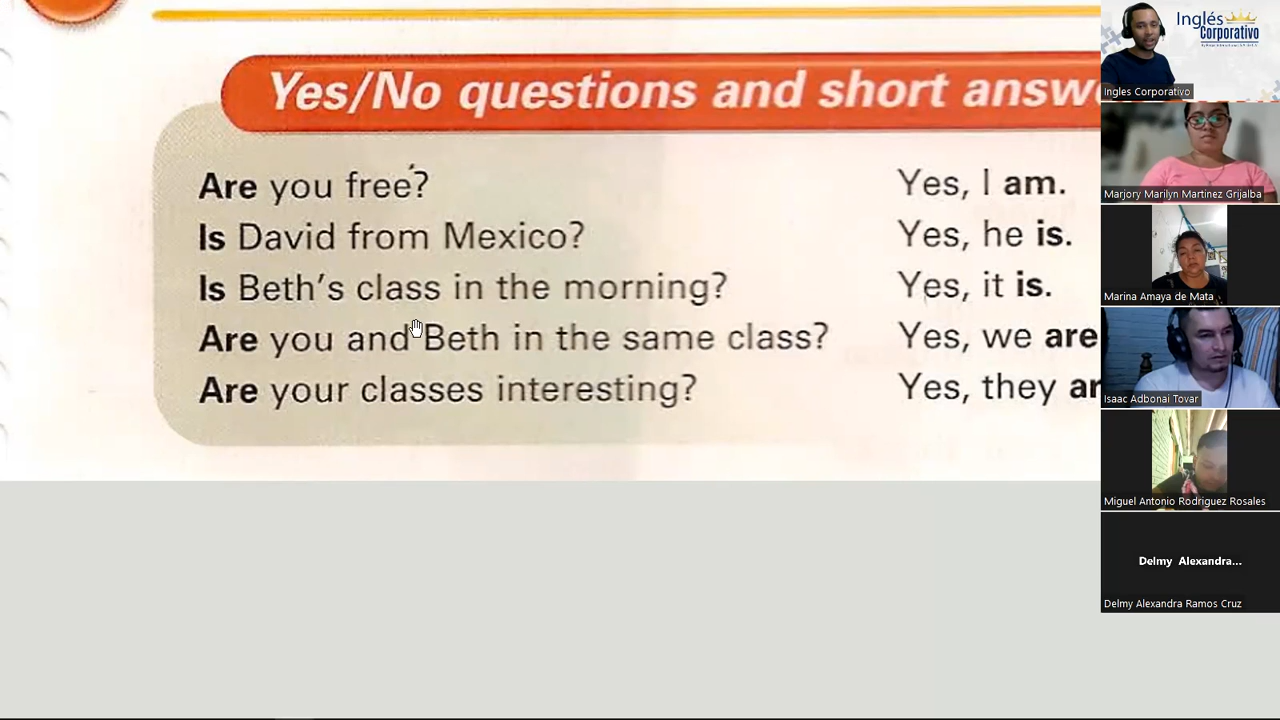 Yes/No questions and short answ
Are you free? Yes, I am.
Is David from Mexico? Yes, he is.
Is Beth's class in the morning? Yes, it is.
Are you and Beth in the same class? Yes, we are
Are your classes interesting? Yes, they ar
Inglés
Corporativo
Ingles Corporativo
Marjory Marilyn Martinez Grijalba
Marina Amaya de Mata
Isaac Adbonai Tovar
Miguel Antonio Rodriguez Rosales
Delmy Alexandra...
Delmy Alexandra Ramos Cruz